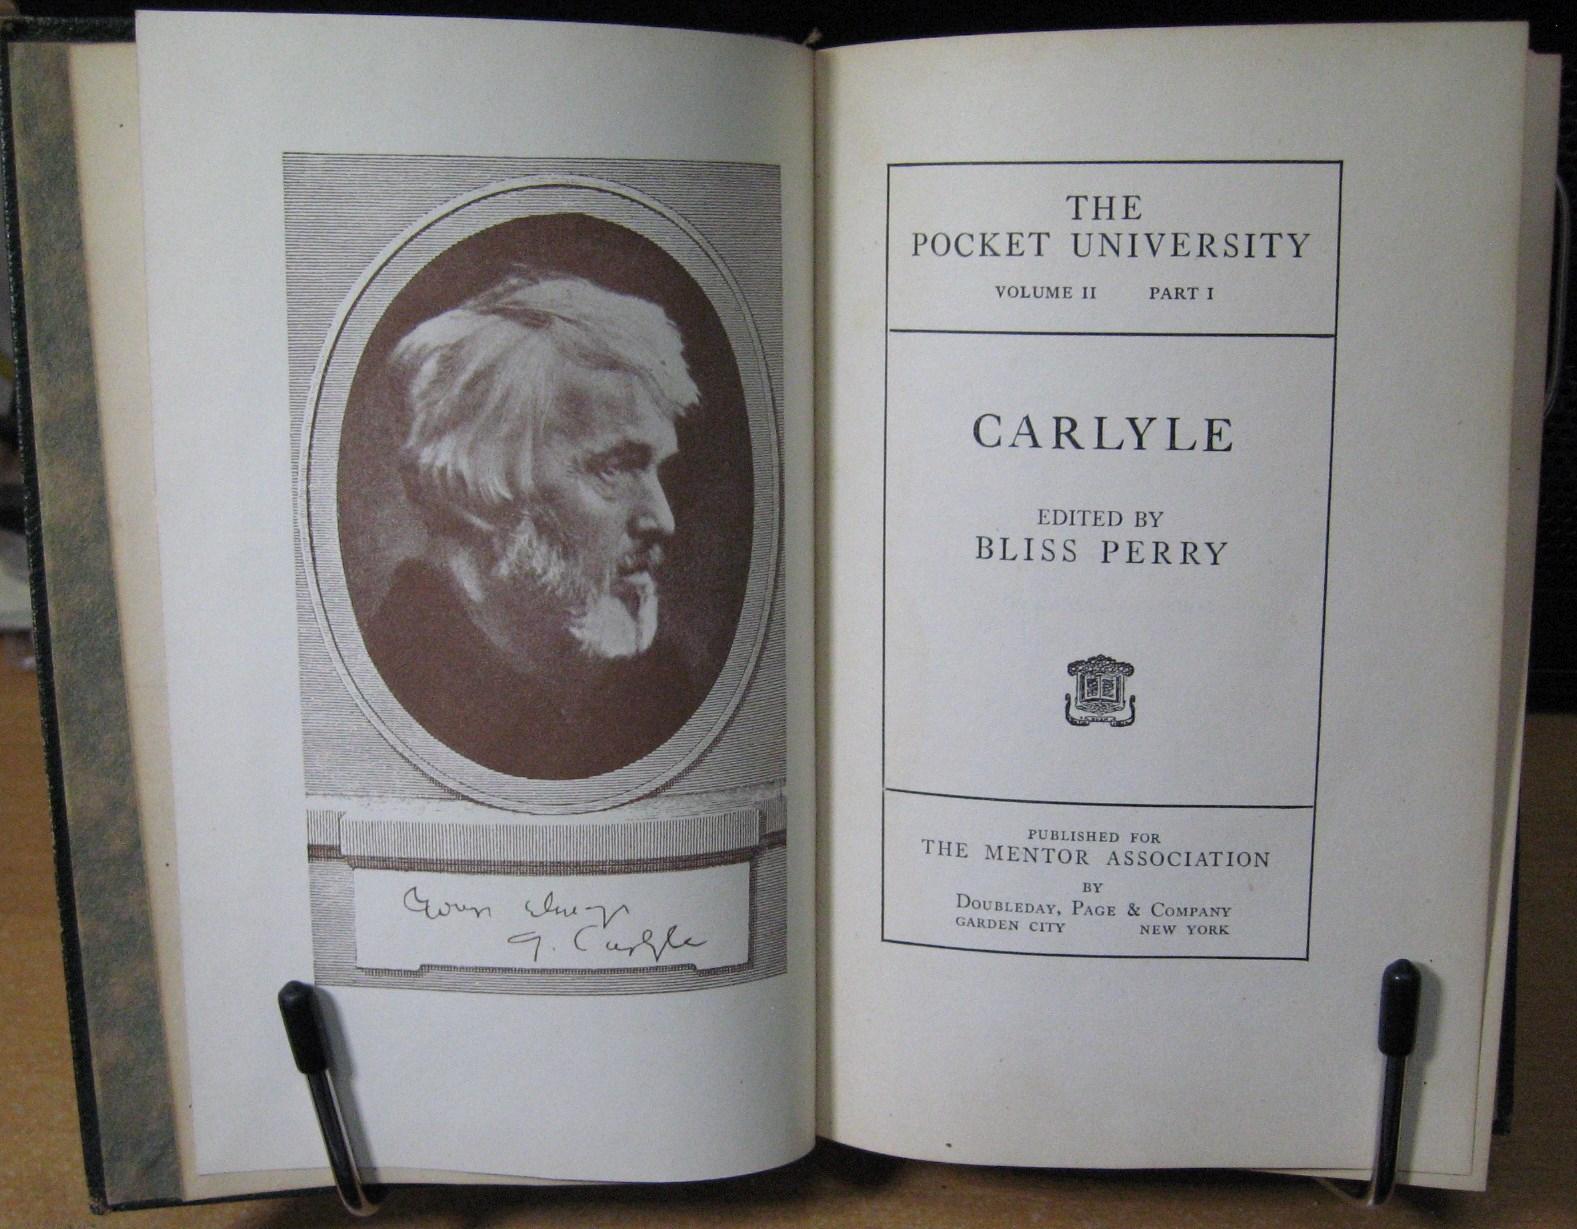 Yours always
T. Carlyle
THE
POCKET UNIVERSITY
VOLUME II PART I
CARLYLE
EDITED BY
BLISS PERRY
PUBLISHED FOR
THE MENTOR ASSOCIATION
BY
DOUBLEDAY, PAGE & COMPANY
GARDEN CITY NEW YORK